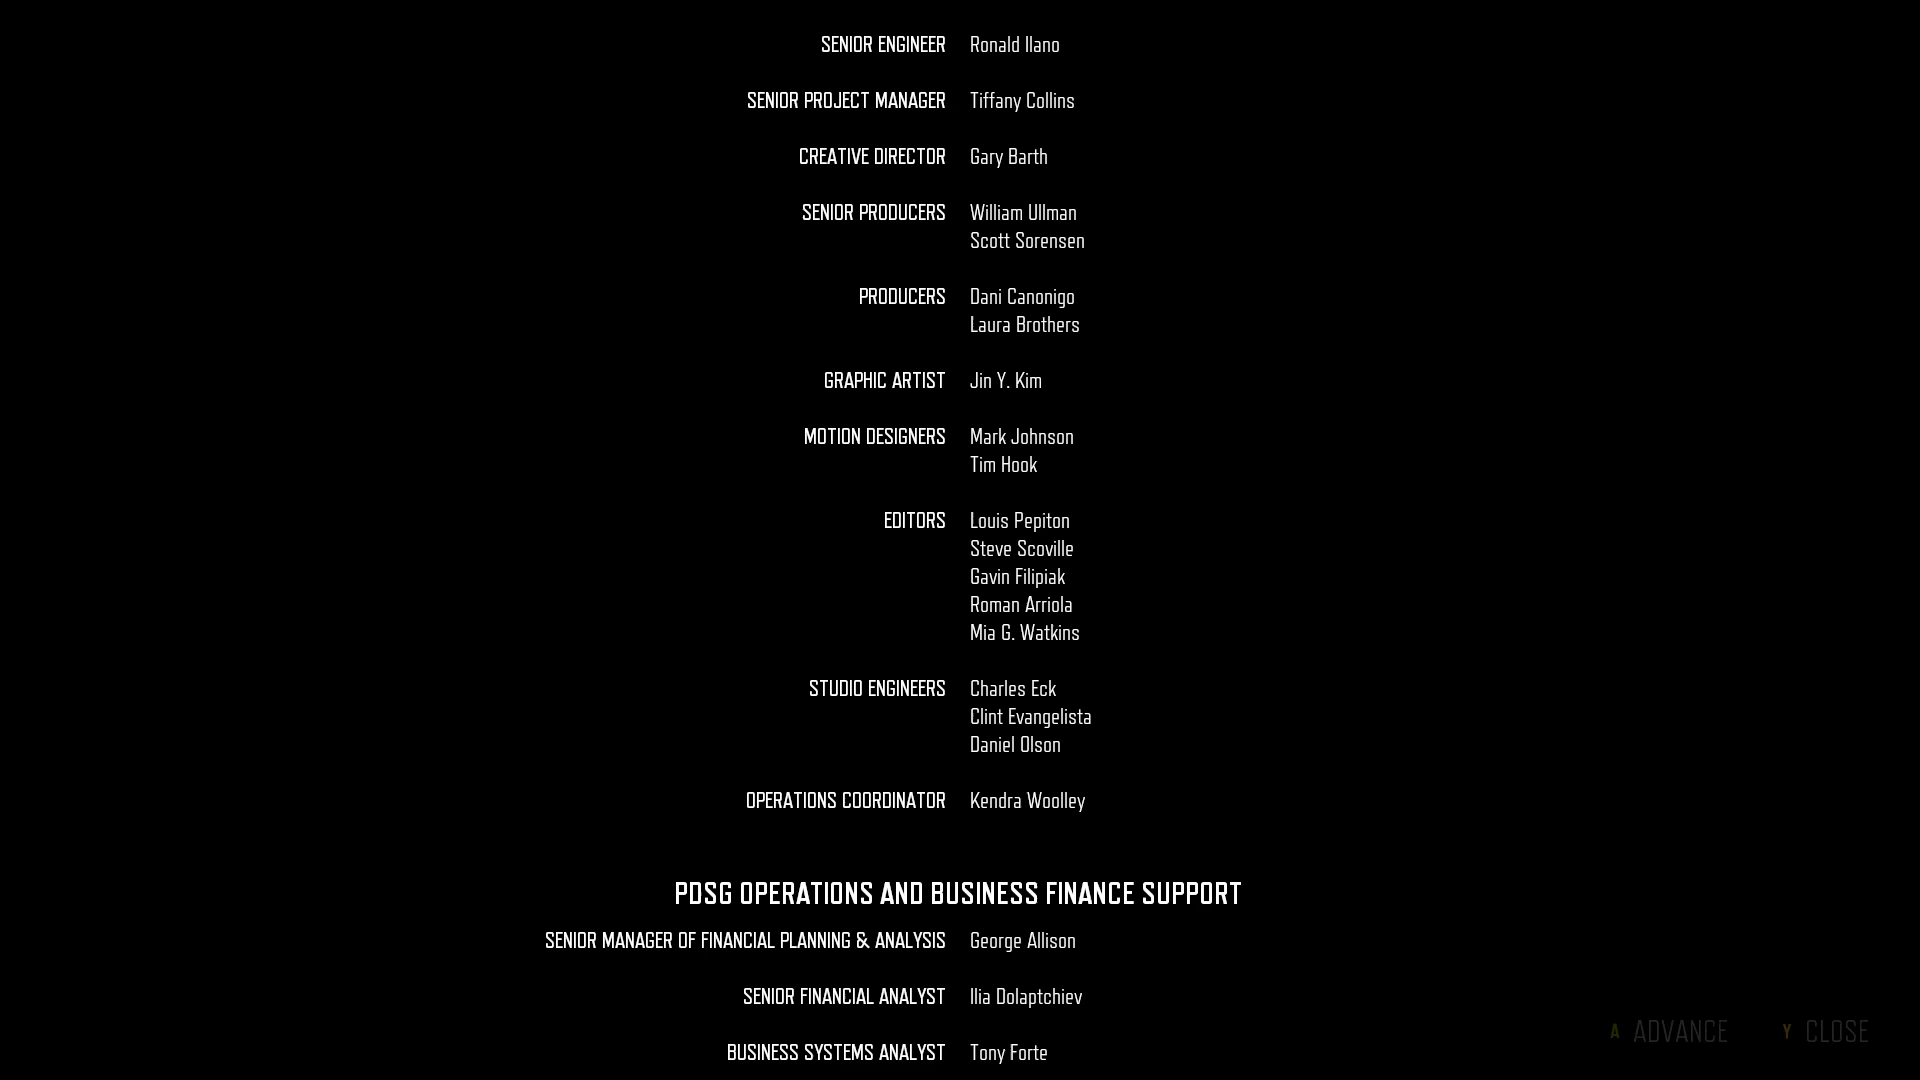 SENIOR ENGINEER Ronald Ilano
SENIOR PROJECT MANAGER Tiffany Collins
CREATIVE DIRECTOR Gary Barth
SENIOR PRODUCERS William Ullman
Scott Sorensen
PRODUCERS Dani Canonigo
Laura Brothers
GRAPHIC ARTIST Jin Y. Kim
MOTION DESIGNERS Mark Johnson
Tim Hook
EDITORS Louis Pepiton
Steve Scoville
Gavin Filipiak
Roman Arriola
Mia G. Watkins
STUDIO ENGINEERS Charles Eck
Clint Evangelista
Daniel Olson
OPERATIONS COORDINATOR Kendra Woolley
PDSG OPERATIONS AND BUSINESS FINANCE SUPPORT
SENIOR MANAGER OF FINANCIAL PLANNING & ANALYSIS George Allison
SENIOR FINANCIAL ANALYST Ilia Dolaptchiev
BUSINESS SYSTEMS ANALYST Tony Forte
A ADVANCE Y CLOSE